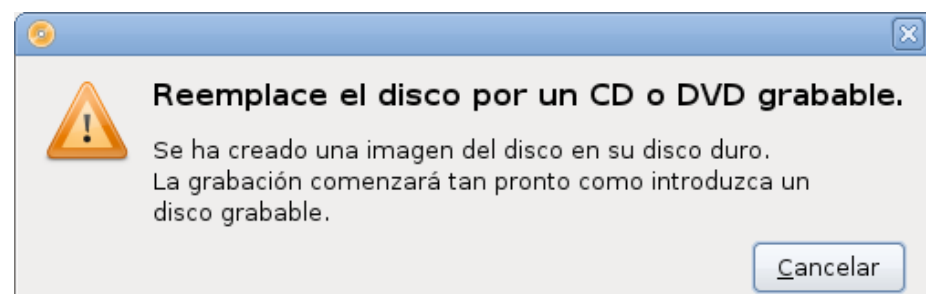 Reemplace el disco por un CD o DVD grabable.
Se ha creado una imagen del disco en su disco duro.
La grabación comenzará tan pronto como introduzca un
disco grabable.
Cancelar